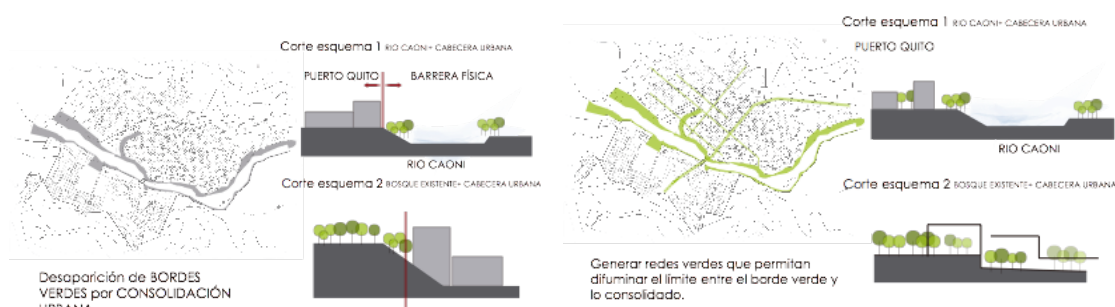 Corte esquema 1 RIO CAONI+ CABECERA URBANA
PUERTO QUITO
BARRERA FÍSICA
RIO CAONI
Corte esquema 2 BOSQUE EXISTENTE+ CABECERA URBANA
Desaparición de BORDES
VERDES por CONSOLIDACIÓN
URBANA
Corte esquema 1 RIO CAONI+ CABECERA URBANA
PUERTO QUITO
RIO CAONI
Corte esquema 2 BOSQUE EXISTENTE+ CABECERA URBANA
Generar redes verdes que permitan
difuminar el límite entre el borde verde y
lo consolidado.